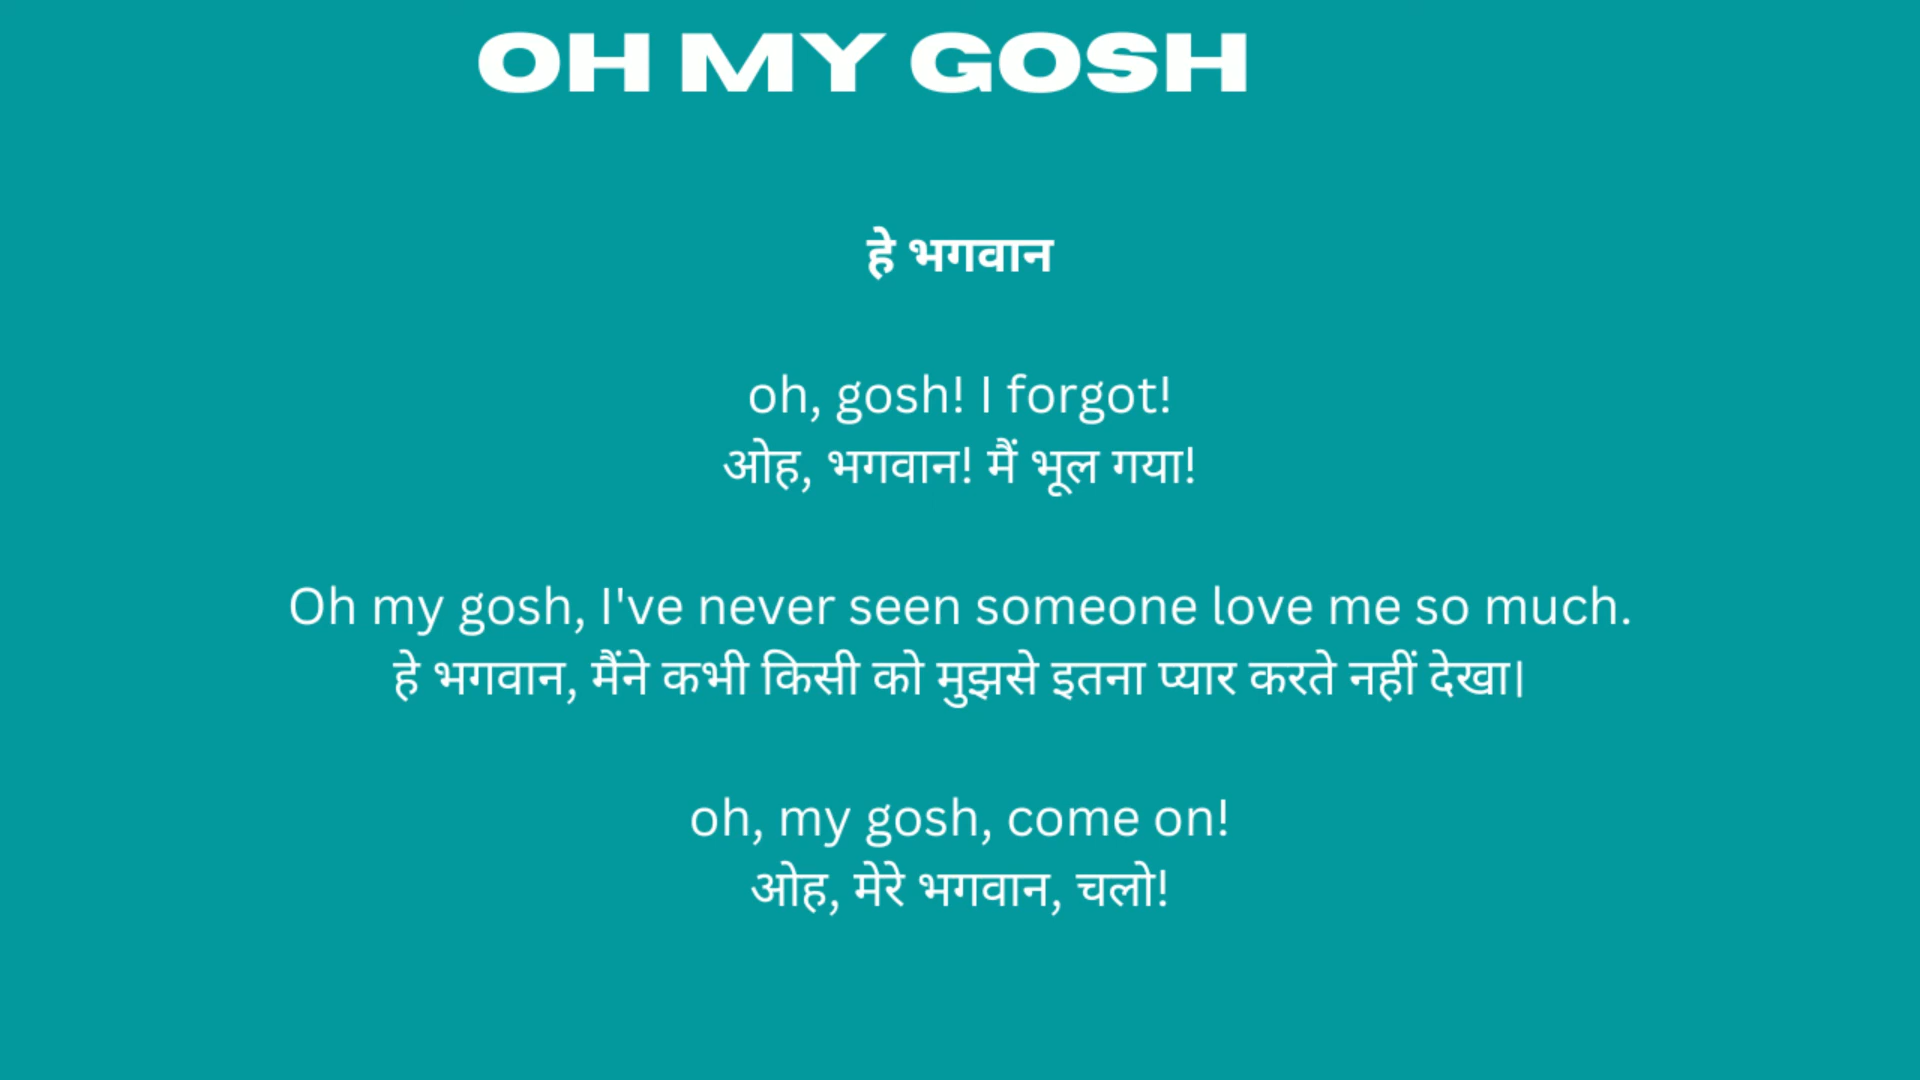 OH MY GOSH
हे भगवान
oh, gosh! I forgot!
ओह, भगवान! मैं भूल गया!
Oh my gosh, I've never seen someone love me so much.
हे भगवान, मैंने कभी किसी को मुझसे इतना प्यार करते नहीं देखा।
oh, my gosh, come on!
ओह, मेरे भगवान, चलो!